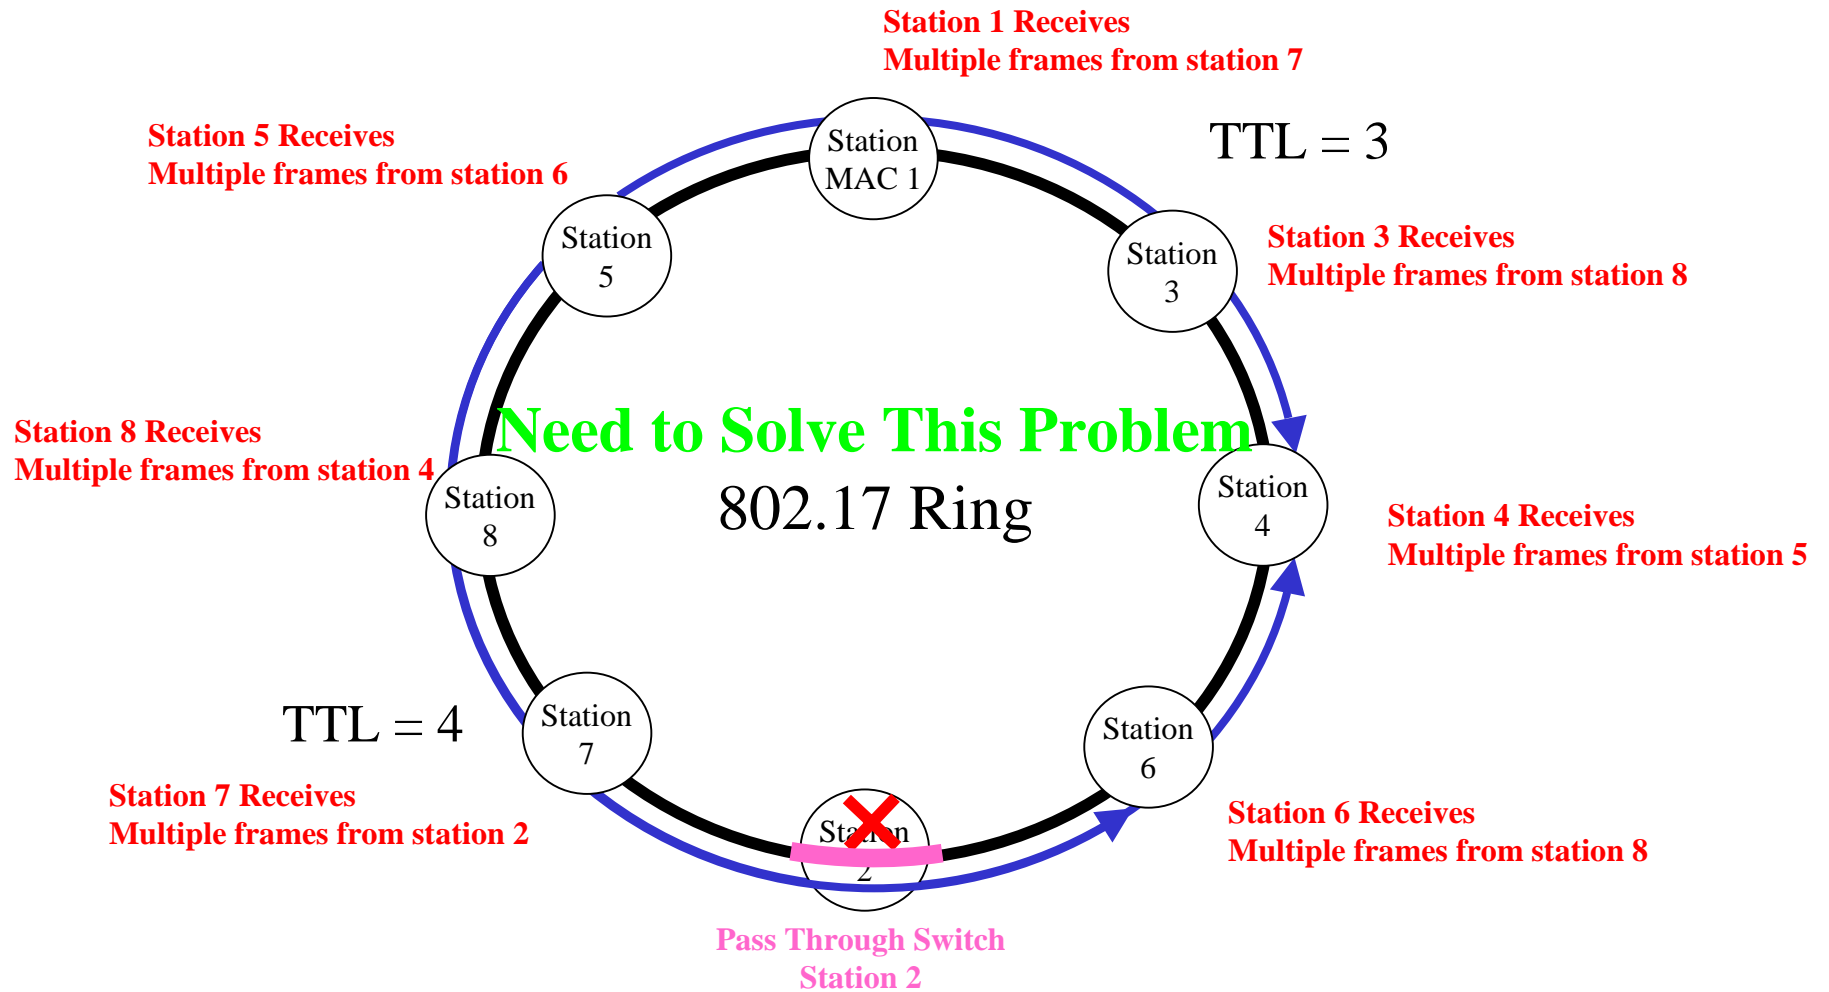 Station 1 Receives
Multiple frames from station 7
Station 5 Receives
Multiple frames from station 6
TTL = 3
Station
MAC 1
Station
5
Station
3
Station 3 Receives
Multiple frames from station 8
Need to Solve This Problem
802.17 Ring
Station 8 Receives
Multiple frames from station 4
Station
8
Station
4
Station 4 Receives
Multiple frames from station 5
TTL = 4
Station
7
Station
6
Station 7 Receives
Multiple frames from station 2
Station
2
Station 6 Receives
Multiple frames from station 8
Pass Through Switch
Station 2